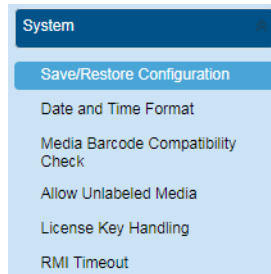 System
Save/Restore Configuration
Date and Time Format
Media Barcode Compatibility
Check
Allow Unlabeled Media
License Key Handling
RMI Timeout